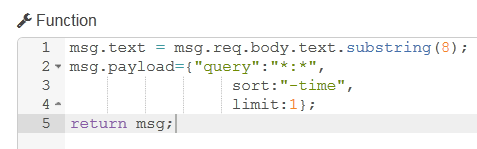 Function
1 msg.text = msg.req.body.text.substring(8);
2 msg.payload={"query":"*:*",
3 sort:"-time",
4 limit:1};
5 return msg;